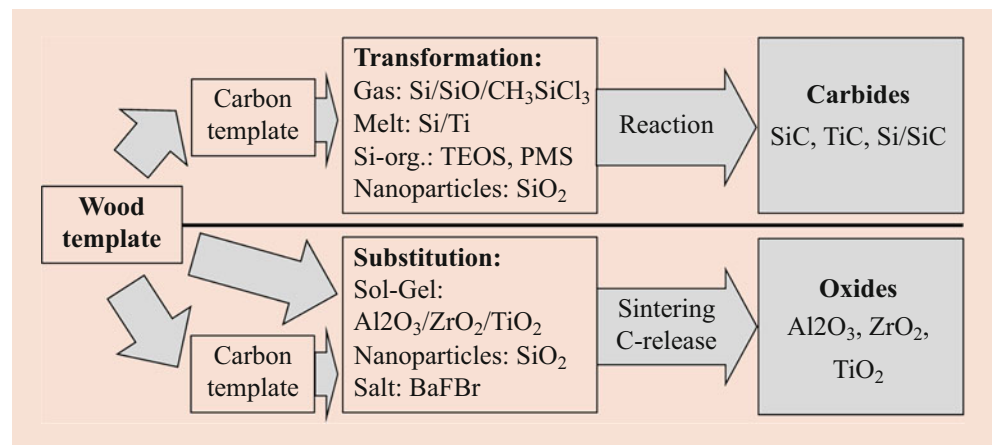 Wood
template
Carbon
template
Transformation:
Gas: Si/SiO/CH₃SiCl₃
Melt: Si/Ti
Si-org.: TEOS, PMS
Nanoparticles: SiO₂
Reaction
Carbides
SiC, TiC, Si/SiC
Carbon
template
Substitution:
Sol-Gel:
Al2O₃/ZrO₂/TiO₂
Nanoparticles: SiO₂
Salt: BaFBr
Sintering
C-release
Oxides
Al2O₃, ZrO₂,
TiO₂